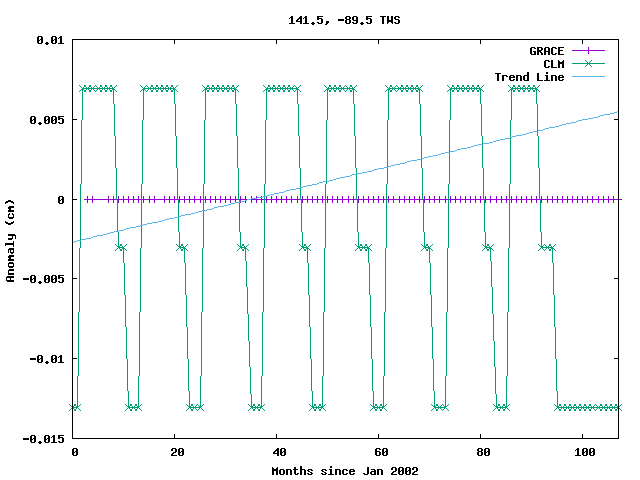 141.5, -89.5 TWS
GRACE
CLM
Trend Line
0.01
0.005
0
-0.005
-0.01
-0.015
Anomaly (cm)
0 20 40 60 80 100
Months since Jan 2002